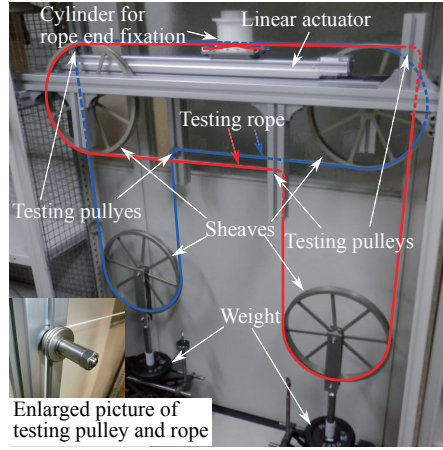 Cylinder for
rope end fixation
Linear actuator
Testing rope
Testing pullyes
Sheaves
Testing pulleys
Weight
Enlarged picture of
testing pulley and rope